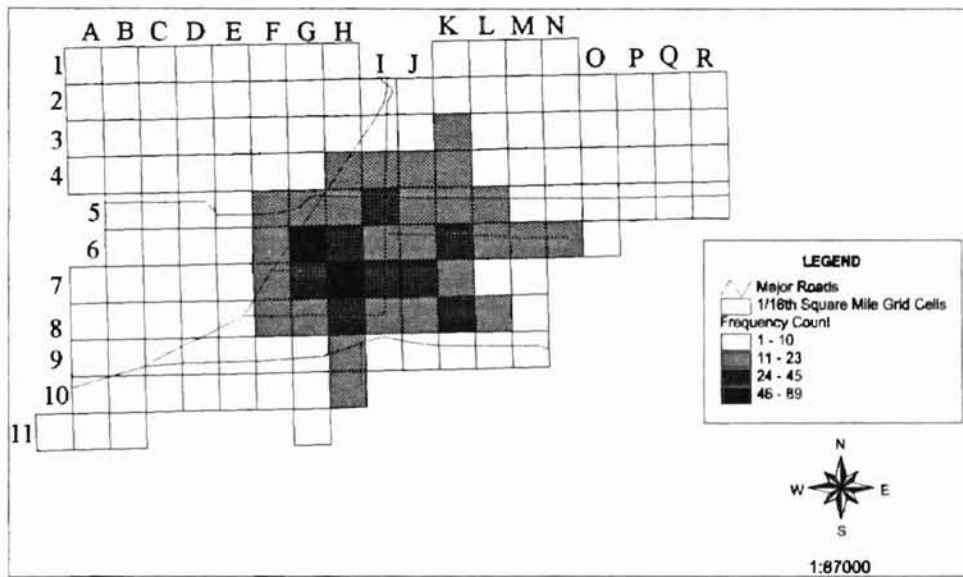 A B C D E F G H I J K L M N O P Q R
1
2
3
4
5
6
7
8
9
10
11
LEGEND
Major Roads
1/16th Square Mile Grid Cells
Frequency Count
1 - 10
11 - 23
24 - 45
46 - 89
N
W E
S
1:87000